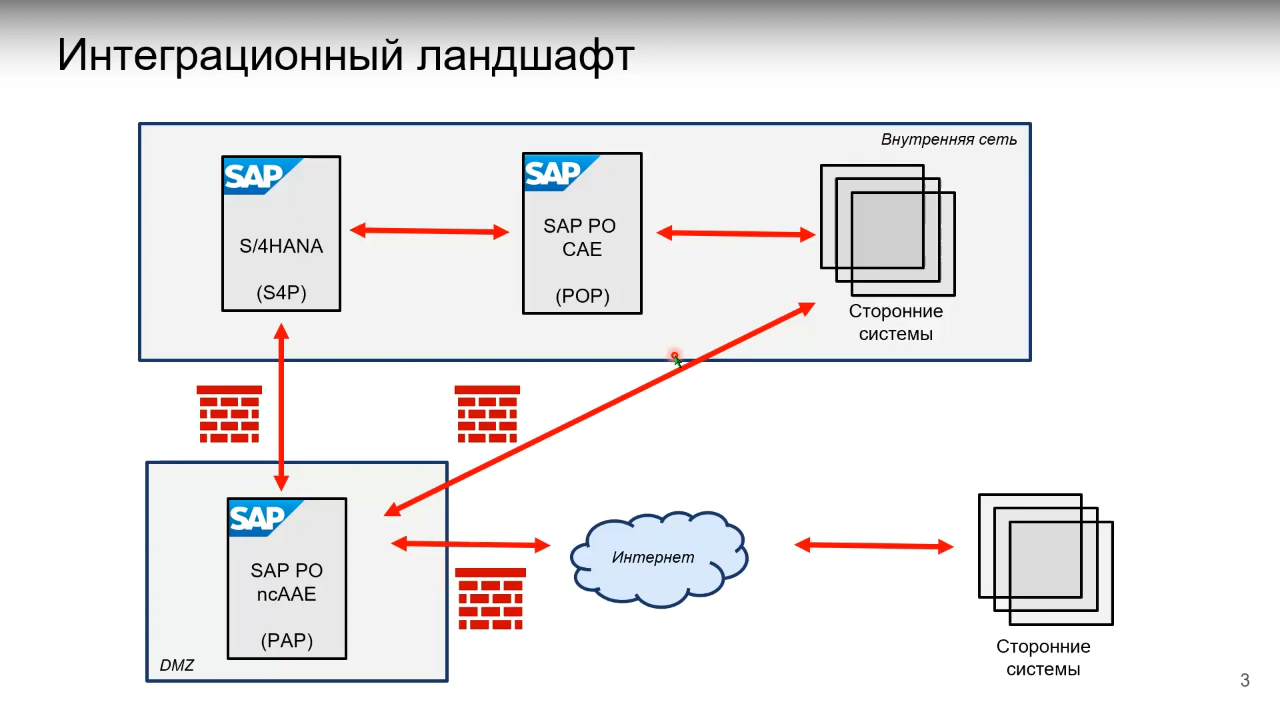 Интеграционный ландшафт
Внутренняя сеть
SAP
S/4HANA
(S4P)
SAP
SAP PO
CAE
(POP)
Сторонние
системы
SAP
SAP PO
ncAAE
(PAP)
DMZ
Интернет
Сторонние
системы
3